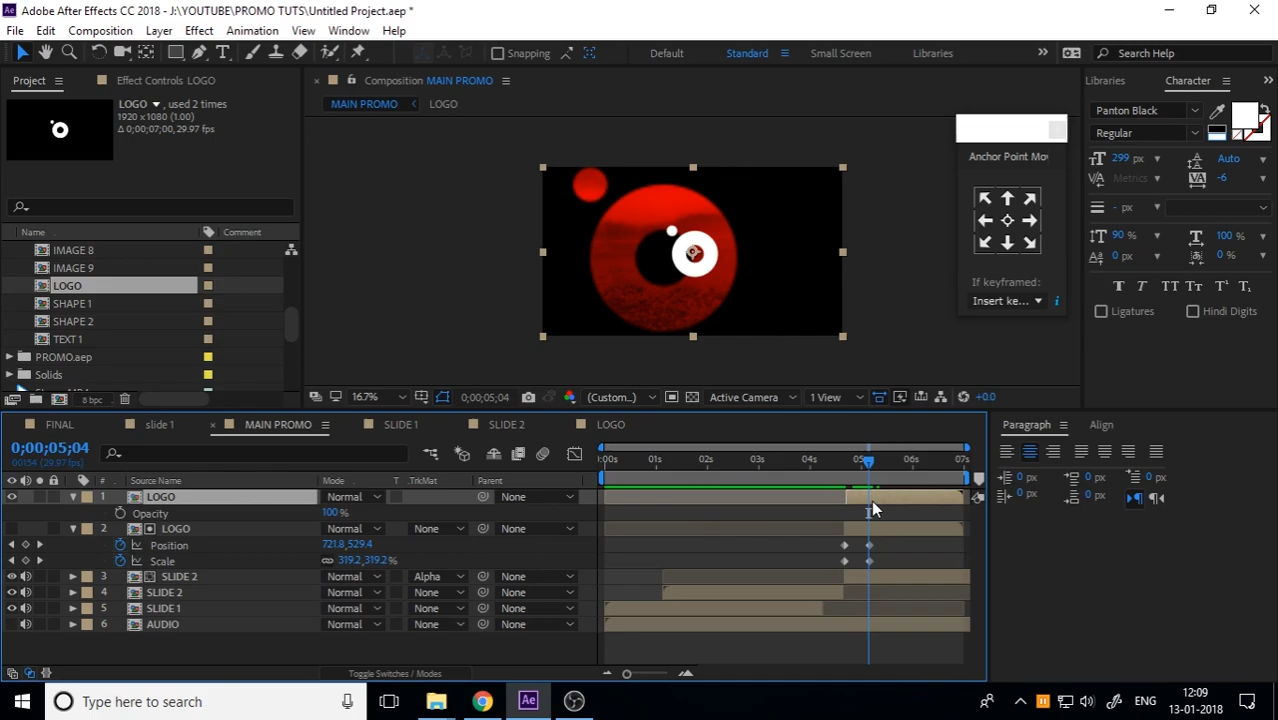 Adobe After Effects CC 2018 - J:\YOUTUBE\PROMO TUTS\Untitled Project.aep *
File Edit Composition Layer Effect Animation View Window Help
Snapping Default Standard Small Screen Libraries Search Help
Project Effect Controls LOGO
LOGO , used 2 times
1920 x 1080 (1.00)
Δ 0;00;07;00, 29.97 fps
Name Comment
IMAGE 8
IMAGE 9
LOGO
SHAPE 1
SHAPE 2
TEXT 1
PROMO.aep
Solids
8 bpc
Composition MAIN PROMO
MAIN PROMO LOGO
16.7% 0;00;05;04 (Custom... Active Camera 1 View +0.0
Anchor Point Mov
If keyframed:
Insert ke... i
Libraries Character
Panton Black
Regular
299 px Auto
Metrics -6
- px
90 % 100 %
0 px 0 %
T T TT Tr T¹ T₁
Ligatures Hindi Digits
FINAL slide 1 MAIN PROMO SLIDE 1 SLIDE 2 LOGO
0;00;05;04
00154 (29.97 fps)
# Source Name Mode T TrkMat Parent
:00s 01s 02s 03s 04s 05s 06s 07s
1 LOGO Normal None
Opacity 100 %
2 LOGO Normal None None
Position 721.8,529.4
Scale 319.2,319.2 %
3 SLIDE 2 Normal Alpha None
4 SLIDE 2 Normal None None
5 SLIDE 1 Normal None None
6 AUDIO Normal None None
Toggle Switches / Modes
Paragraph Align
0 px 0 px
0 px 0 px
Type here to search
ENG
12:09
13-01-2018